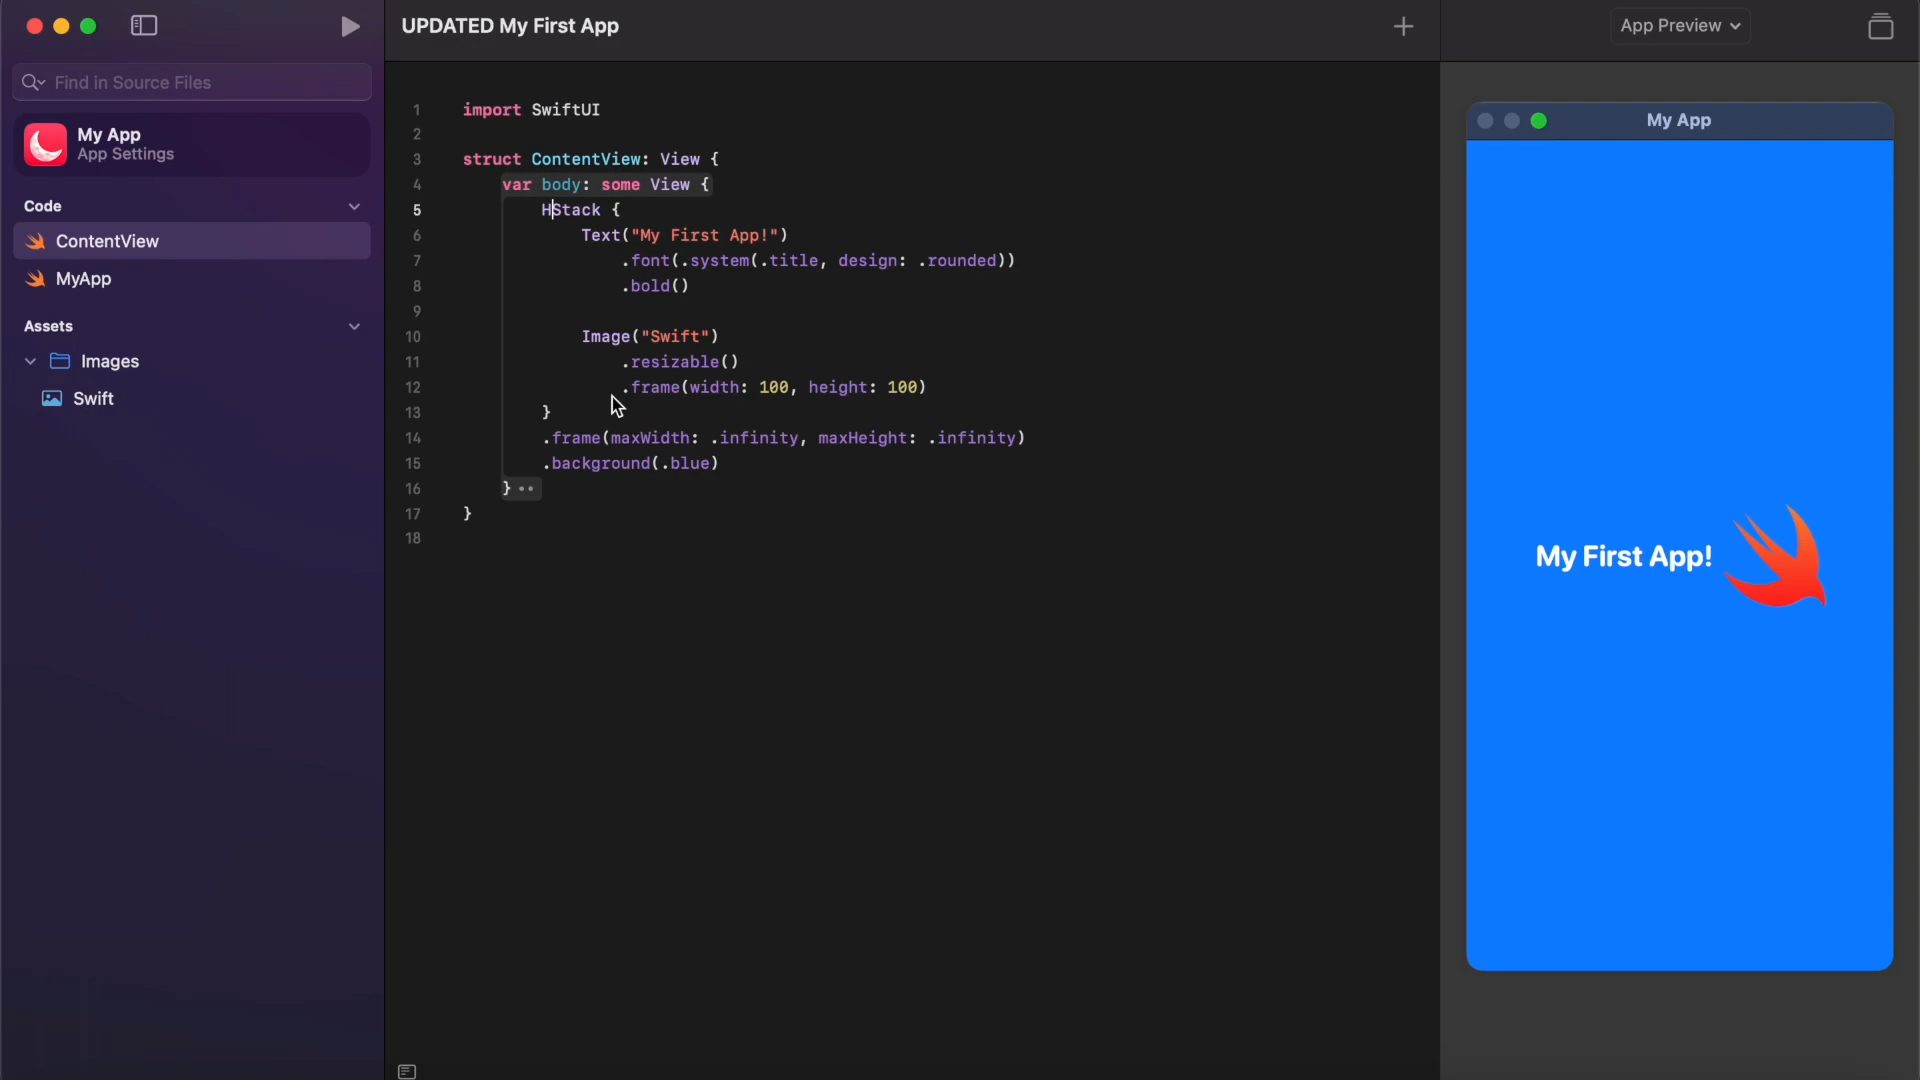 UPDATED My First App
App Preview
Find in Source Files
My App
App Settings
Code
ContentView
MyApp
Assets
Images
Swift
1 import SwiftUI
2
3 struct ContentView: View {
4 var body: some View {
5 HStack {
6 Text("My First App!")
7 .font(.system(.title, design: .rounded))
8 .bold()
9
10 Image("Swift")
11 .resizable()
12 .frame(width: 100, height: 100)
13 }
14 .frame(maxWidth: .infinity, maxHeight: .infinity)
15 .background(.blue)
16 }
17 }
18
My App
My First App!